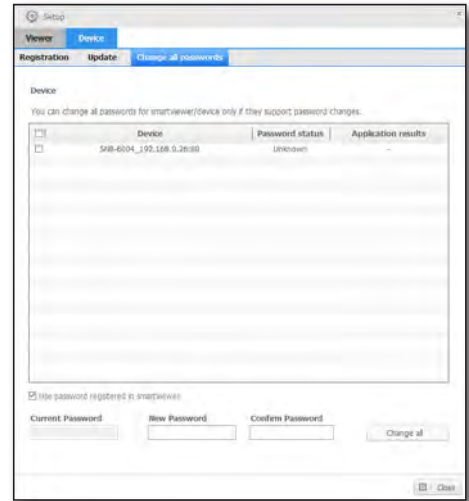 Setup
Viewer Device
Registration Update Change all passwords
Device
You can change all passwords for smartviewer/device only if they support password changes.
Device Password status Application results
SNB-6004_192.168.0.26:80 Unknown -
Use password registered in smartviewer.
Current Password New Password Confirm Password
Change all
Close